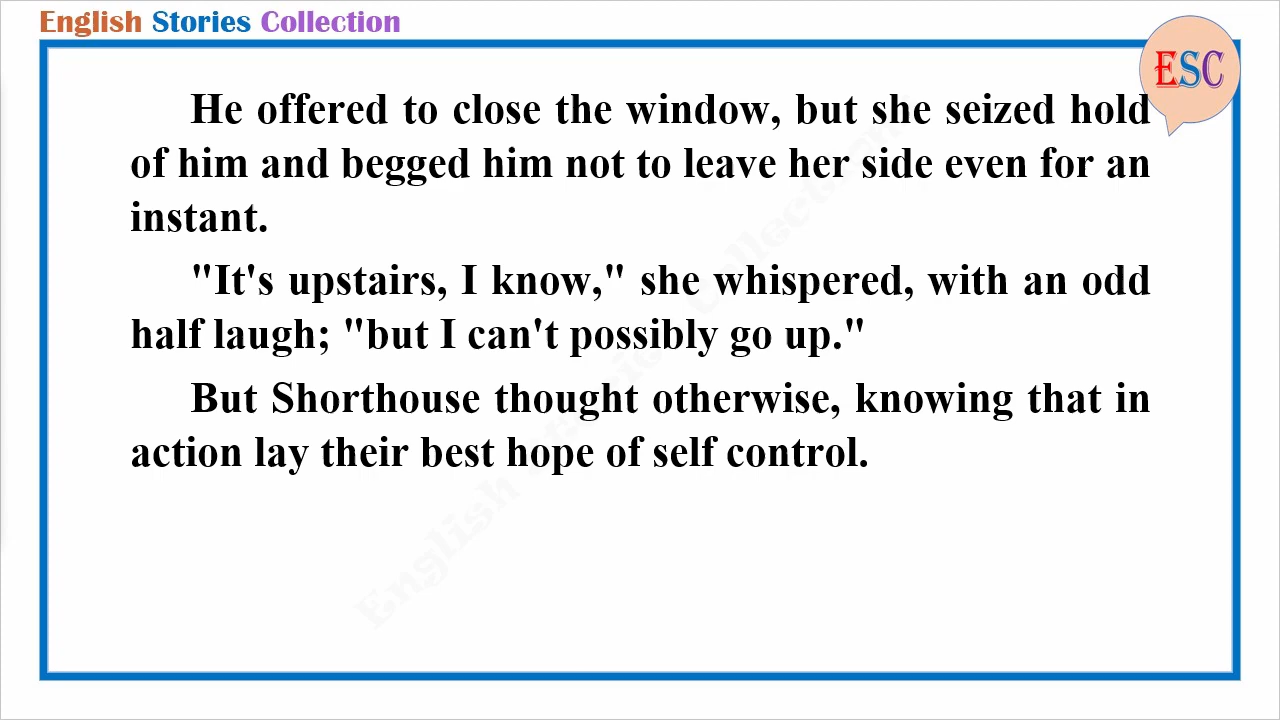 English Stories Collection
ESC
He offered to close the window, but she seized hold
of him and begged him not to leave her side even for an
instant.
"It's upstairs, I know," she whispered, with an odd
half laugh; "but I can't possibly go up."
But Shorthouse thought otherwise, knowing that in
action lay their best hope of self control.
English Stories Collection